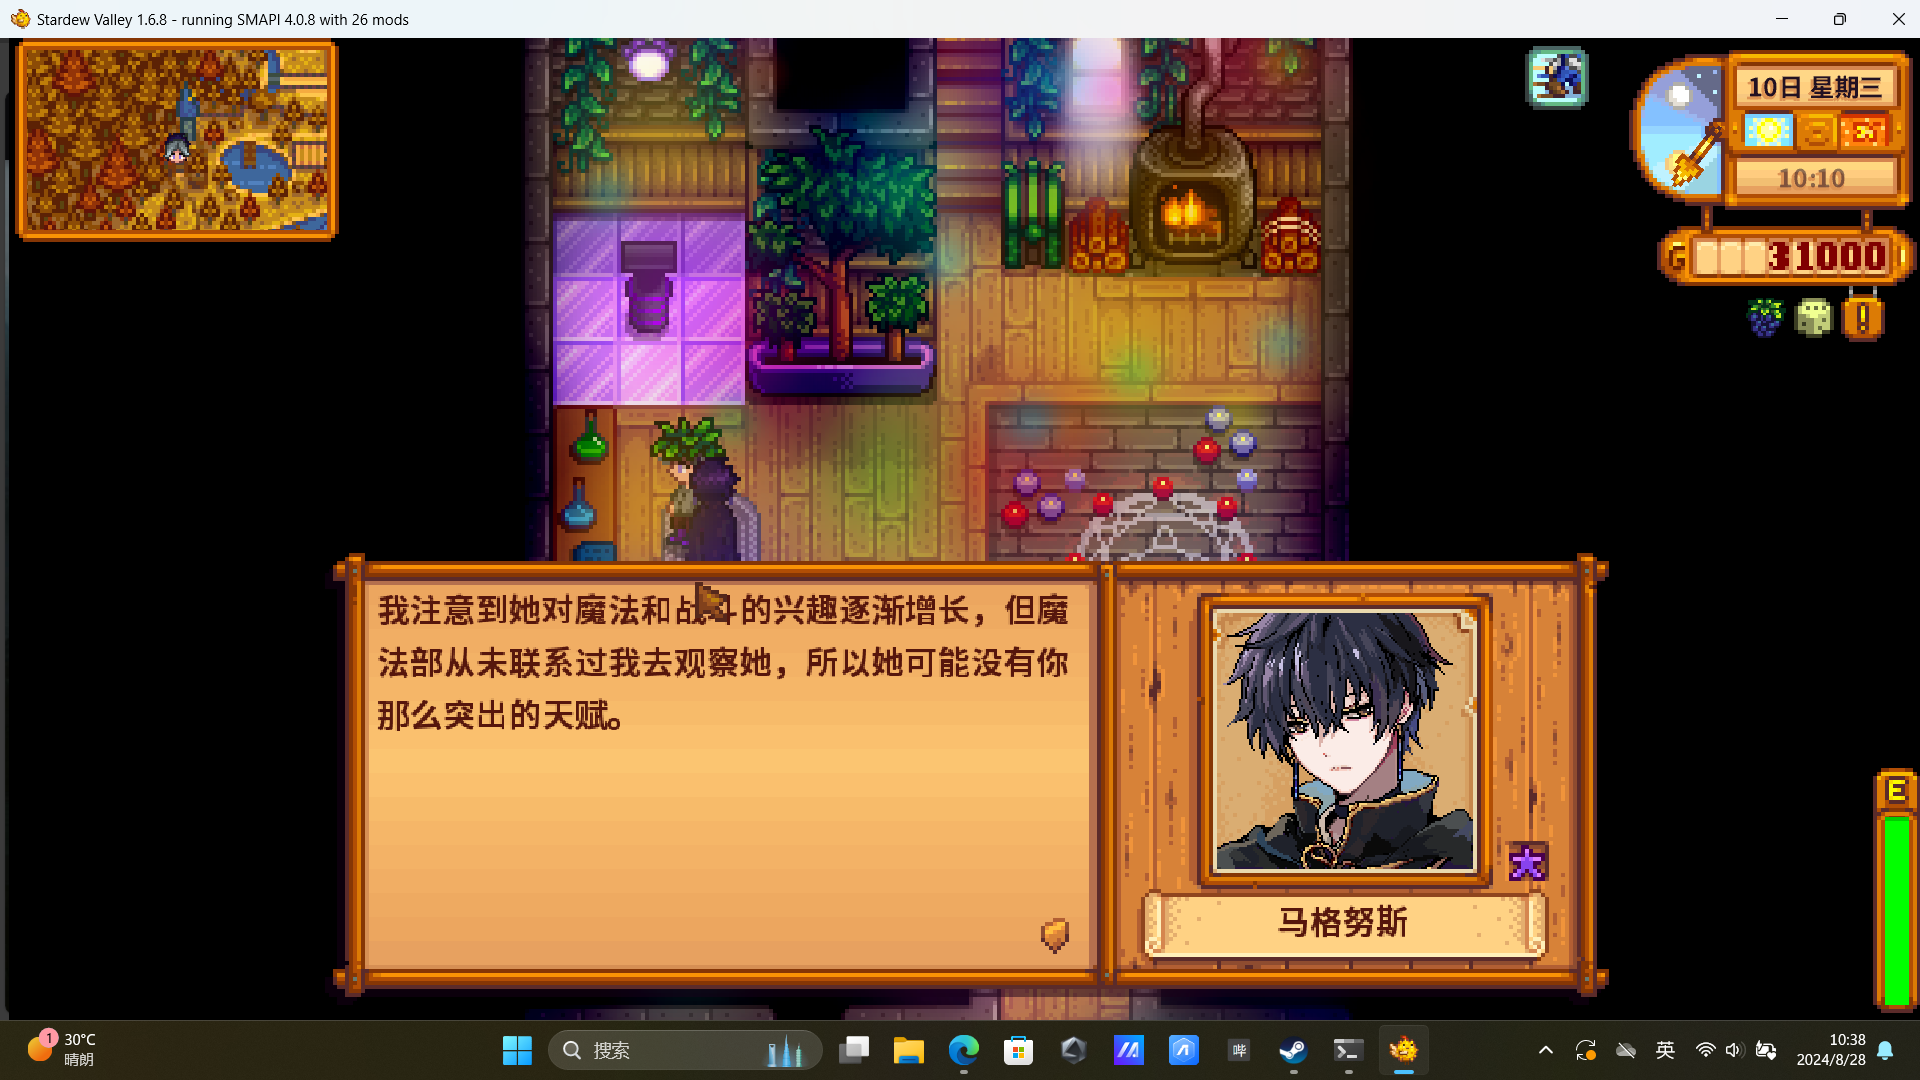 Stardew Valley 1.6.8 - running SMAPI 4.0.8 with 26 mods
10日 星期三
10:10
G 31000
!
我注意到她对魔法和战斗的兴趣逐渐增长，但魔
法部从未联系过我去观察她，所以她可能没有你
那么突出的天赋。
马格努斯
E
1
30°C
晴朗
搜索
哔
英
10:38
2024/8/28